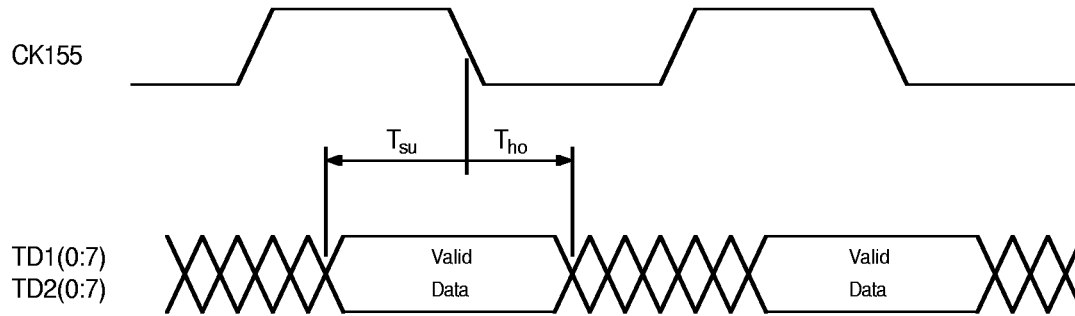 CK155
Tsu Tho
TD1(0:7) Valid Valid
TD2(0:7) Data Data